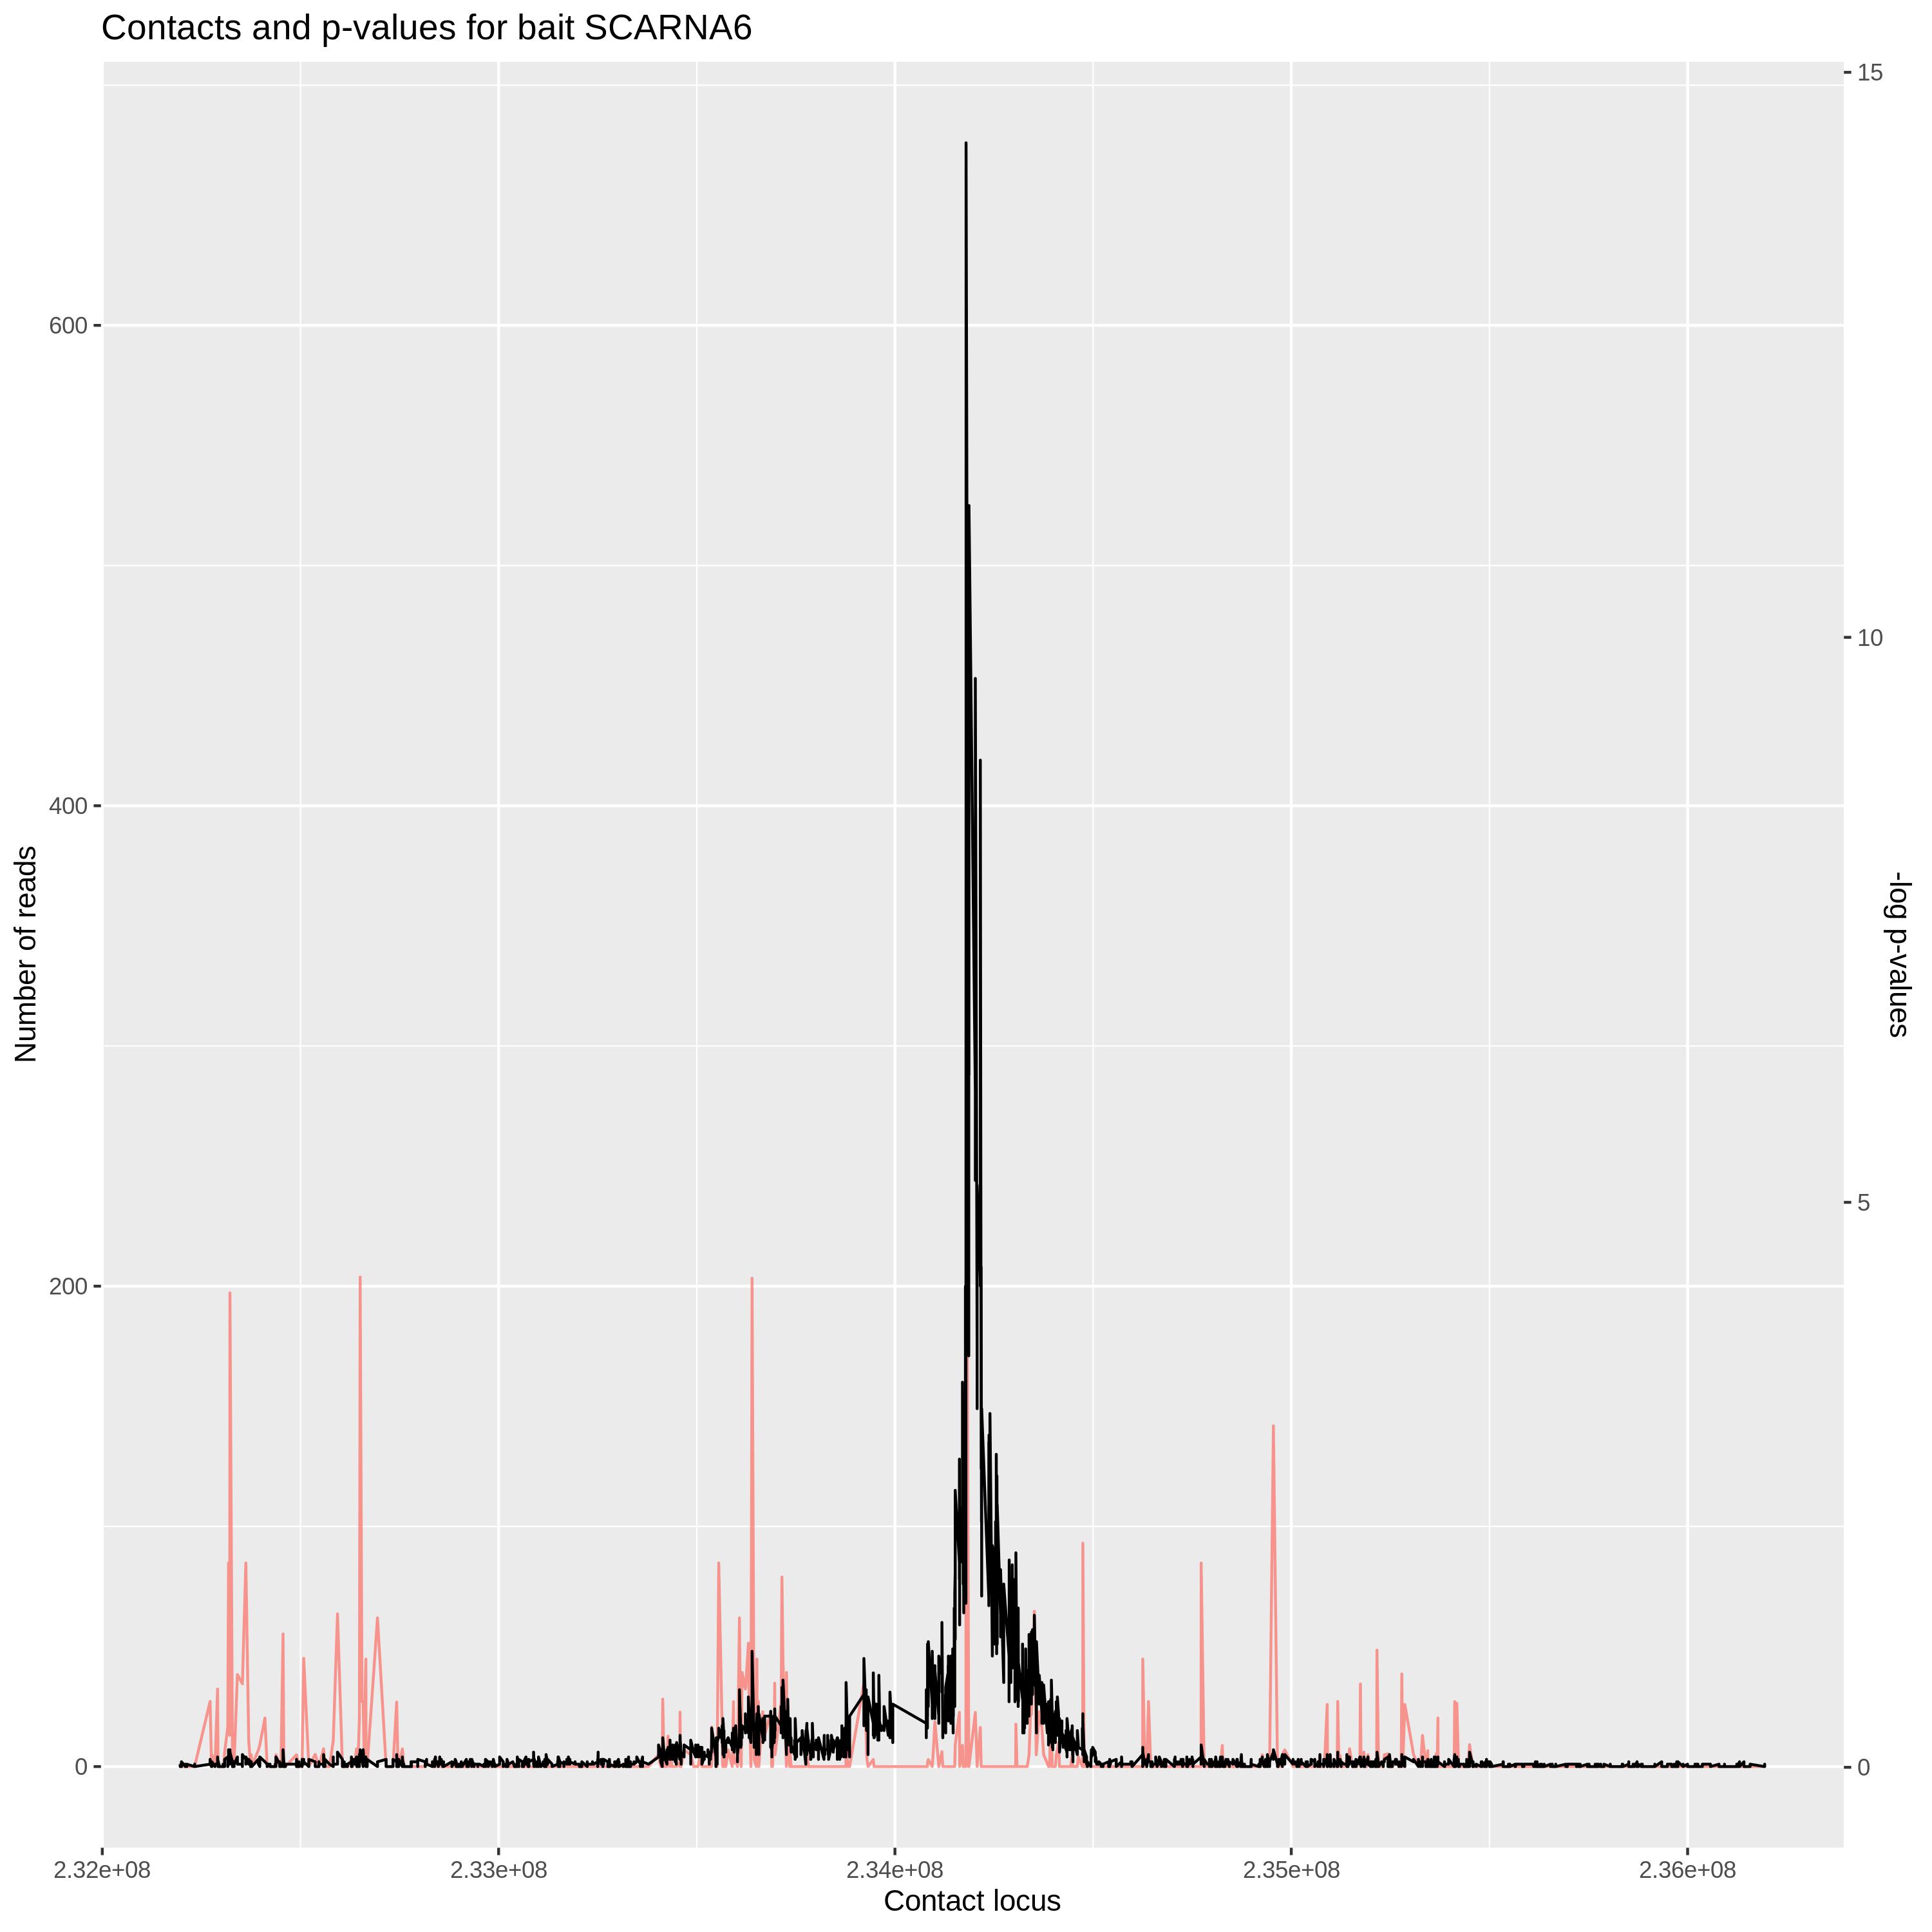 Contacts and p-values for bait SCARNA6
15
600
10
400
Number of reads
-log p-values
5
200
0
0
2.32e+08
2.33e+08
2.34e+08
2.35e+08
2.36e+08
Contact locus